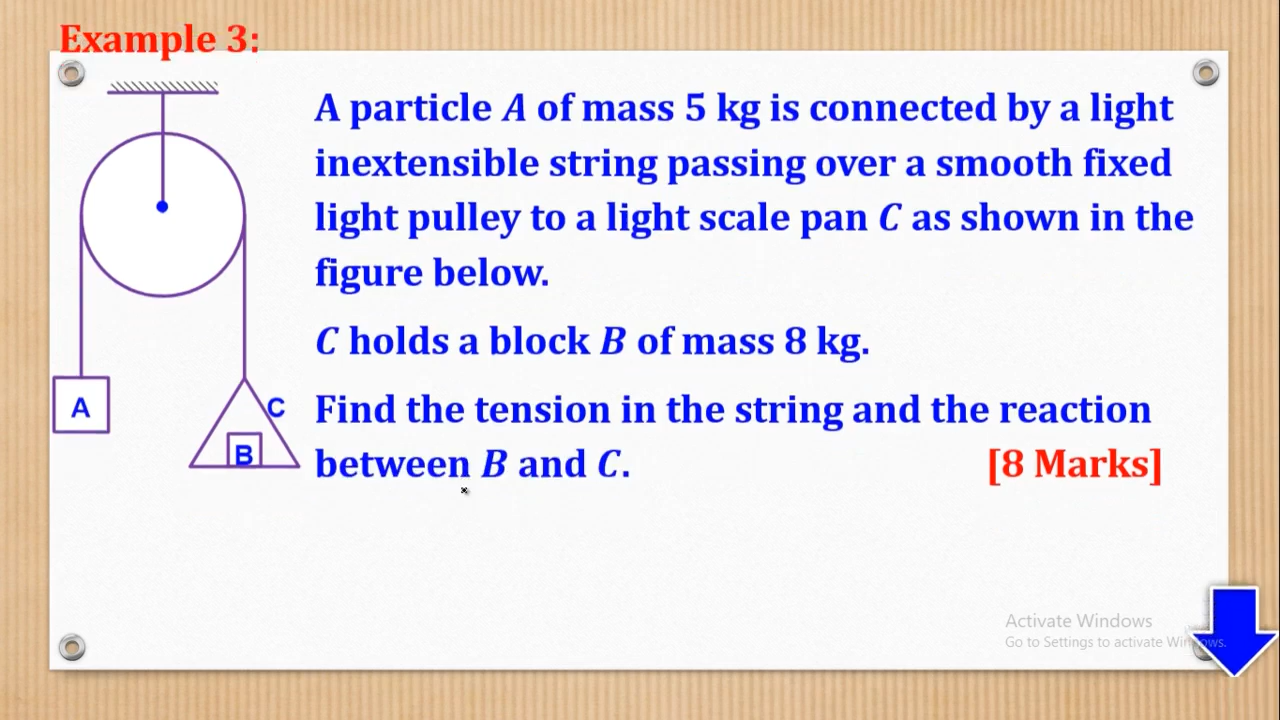 Example 3:
A particle A of mass 5 kg is connected by a light
inextensible string passing over a smooth fixed
light pulley to a light scale pan C as shown in the
figure below.
C holds a block B of mass 8 kg.
Find the tension in the string and the reaction
between B and C.
[8 Marks]
A
C
B
Activate Windows
Go to Settings to activate Windows.